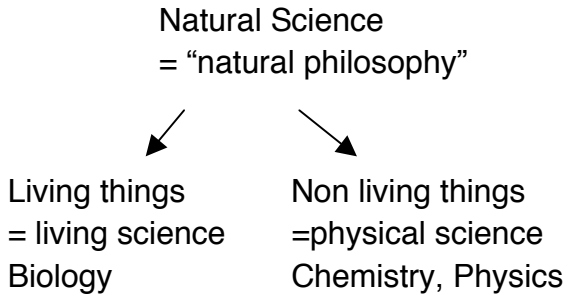 Natural Science
= “natural philosophy”
Living things
= living science
Biology
Non living things
=physical science
Chemistry, Physics